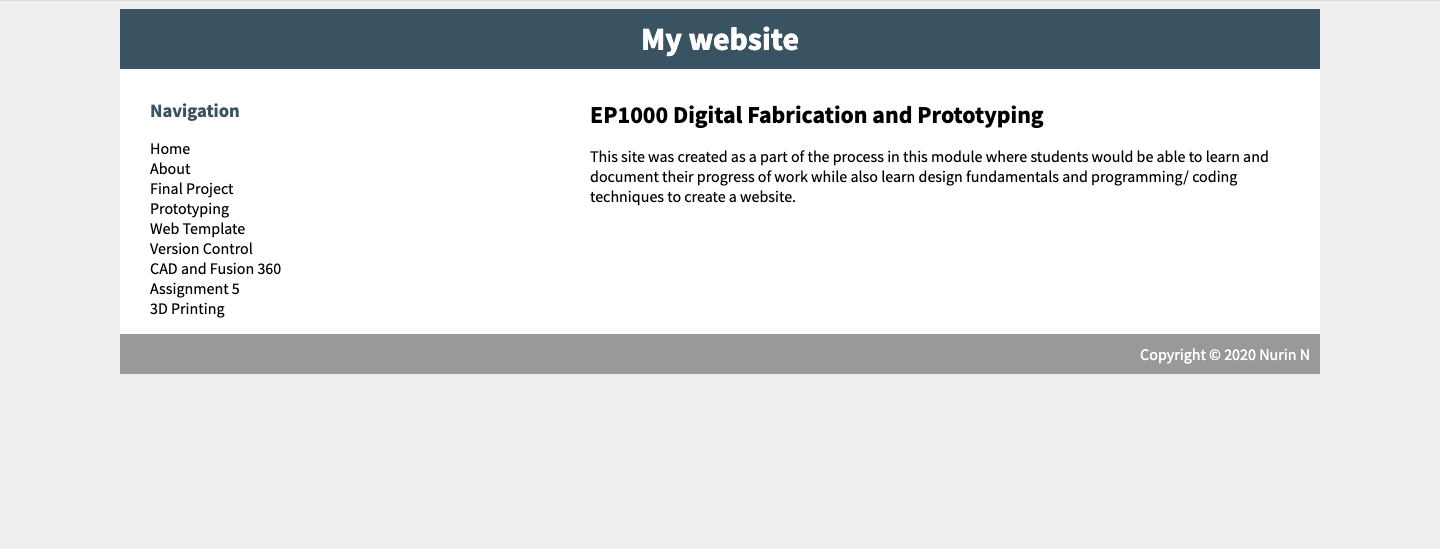 My website
Navigation
Home
About
Final Project
Prototyping
Web Template
Version Control
CAD and Fusion 360
Assignment 5
3D Printing
EP1000 Digital Fabrication and Prototyping
This site was created as a part of the process in this module where students would be able to learn and
document their progress of work while also learn design fundamentals and programming/ coding
techniques to create a website.
Copyright © 2020 Nurin N